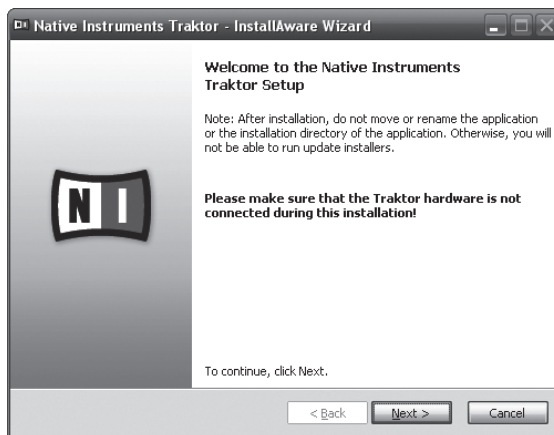 Native Instruments Traktor - InstallAware Wizard
Welcome to the Native Instruments
Traktor Setup
Note: After installation, do not move or rename the application
or the installation directory of the application. Otherwise, you will
not be able to run update installers.
NI
Please make sure that the Traktor hardware is not
connected during this installation!
To continue, click Next.
< Back
Next >
Cancel